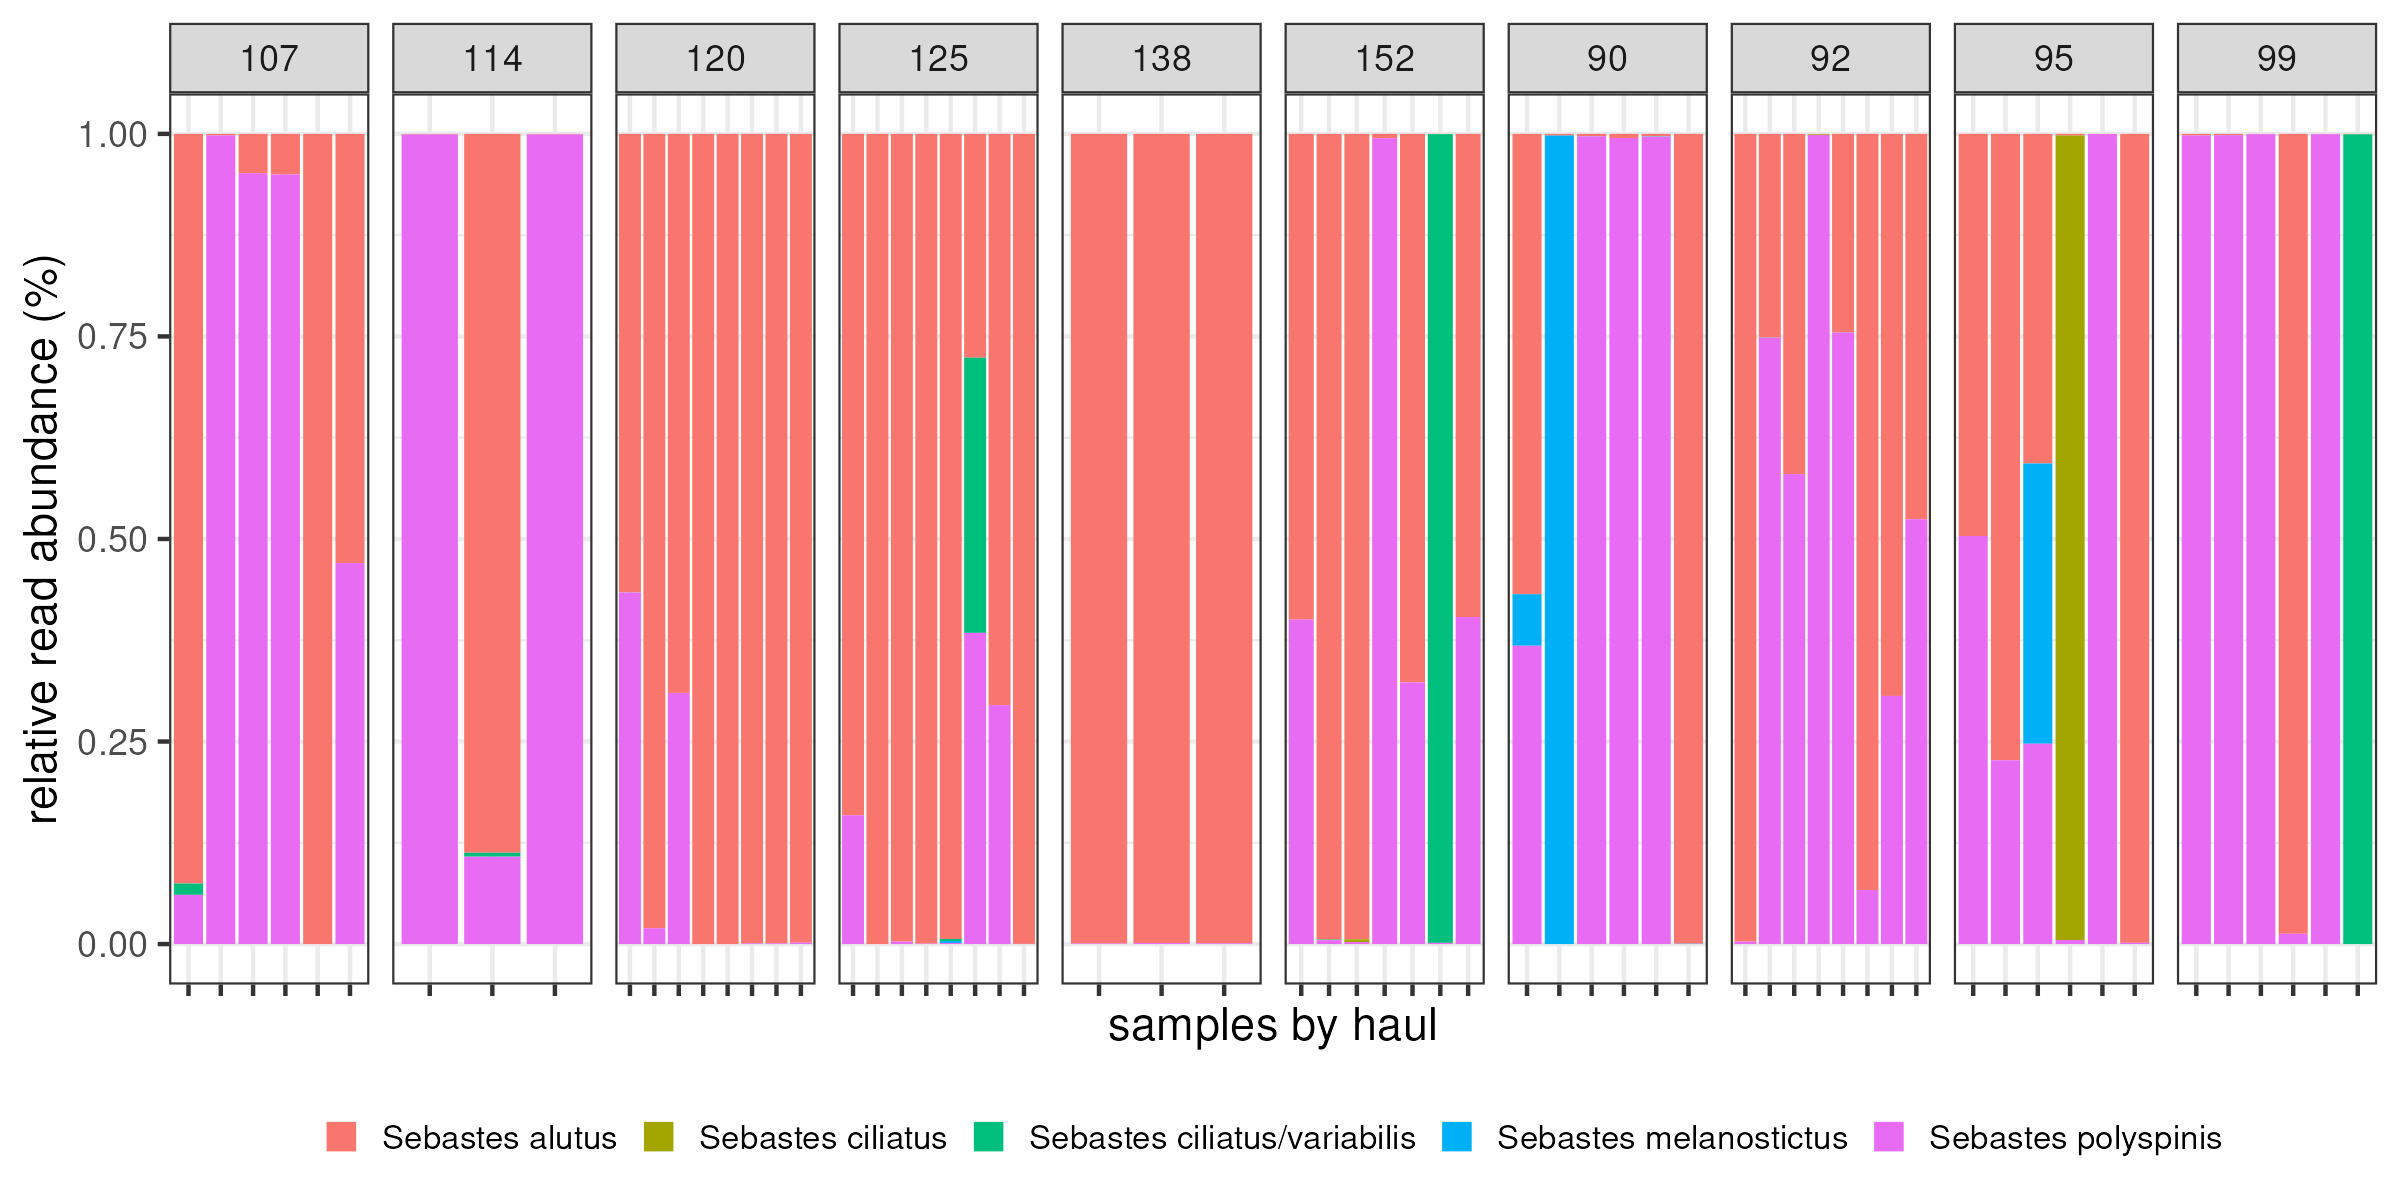 107 114 120 125 138 152 90 92 95 99
relative read abundance (%)
1.00
0.75
0.50
0.25
0.00
samples by haul
Sebastes alutus Sebastes ciliatus Sebastes ciliatus/variabilis Sebastes melanostictus Sebastes polyspinis